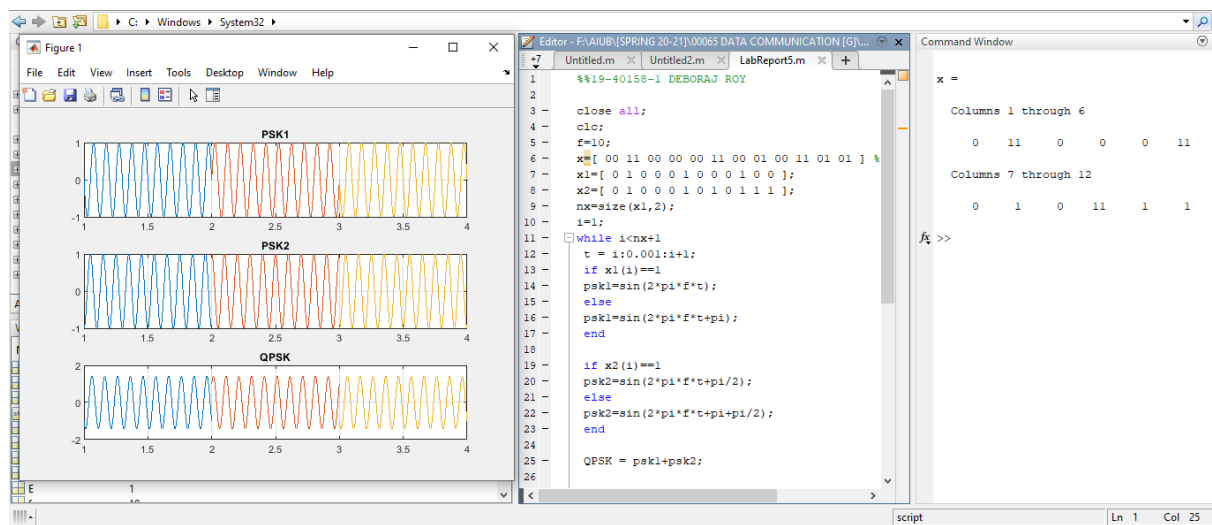 C: Windows System32
Figure 1
File Edit View Insert Tools Desktop Window Help
PSK1
1
0
-1
1 1.5 2 2.5 3 3.5 4
PSK2
1
0
-1
1 1.5 2 2.5 3 3.5 4
QPSK
2
0
-2
1 1.5 2 2.5 3 3.5 4
E 1
Editor - F:\AIUB\[SPRING 20-21]\00065 DATA COMMUNICATION [G]\...
+7 Untitled.m Untitled2.m LabReport5.m +
1 %%19-40158-1 DEBORAJ ROY
2
3 - close all;
4 - clc;
5 - f=10;
6 - x=[ 00 11 00 00 00 11 00 01 00 11 01 01 ] %
7 - x1=[ 0 1 0 0 0 1 0 0 0 1 0 0 ];
8 - x2=[ 0 1 0 0 0 1 0 1 0 1 1 1 ];
9 - nx=size(x1,2);
10 - i=1;
11 - while i<nx+1
12 - t = i:0.001:i+1;
13 - if x1(i)==1
14 - psk1=sin(2*pi*f*t);
15 - else
16 - psk1=sin(2*pi*f*t+pi);
17 - end
18
19 - if x2(i)==1
20 - psk2=sin(2*pi*f*t+pi/2);
21 - else
22 - psk2=sin(2*pi*f*t+pi+pi/2);
23 - end
24
25 - QPSK = psk1+psk2;
26
Command Window
x =
Columns 1 through 6
0 11 0 0 0 11
Columns 7 through 12
0 1 0 11 1 1
fx >>
script Ln 1 Col 25